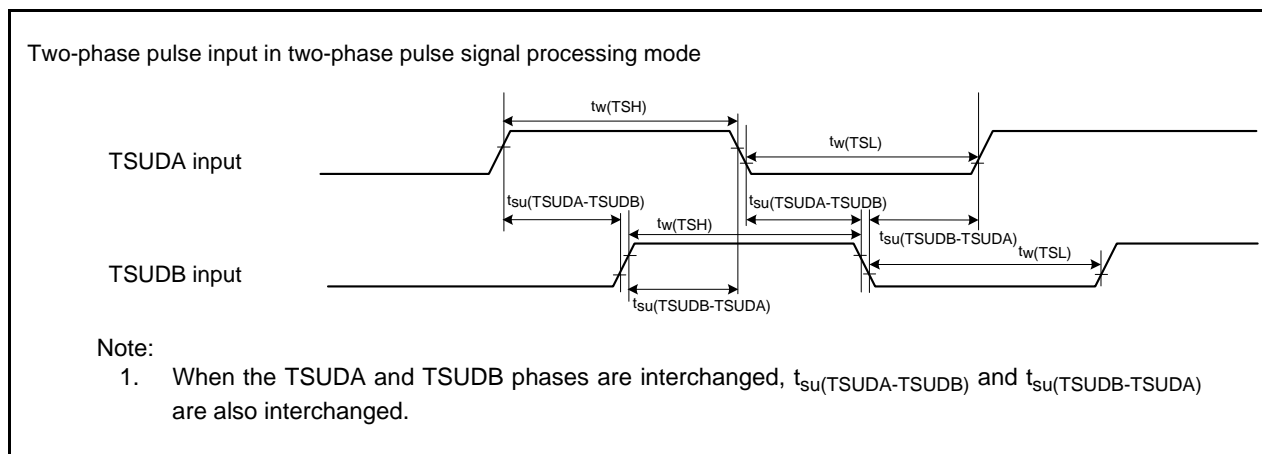 Two-phase pulse input in two-phase pulse signal processing mode
tw(TSH)
TSUDA input
tw(TSL)
tsu(TSUDA-TSUDB)
tsu(TSUDA-TSUDB)
tw(TSH)
tsu(TSUDB-TSUDA)
tw(TSL)
TSUDB input
tsu(TSUDB-TSUDA)
Note:
1. When the TSUDA and TSUDB phases are interchanged, tsu(TSUDA-TSUDB) and tsu(TSUDB-TSUDA)
are also interchanged.